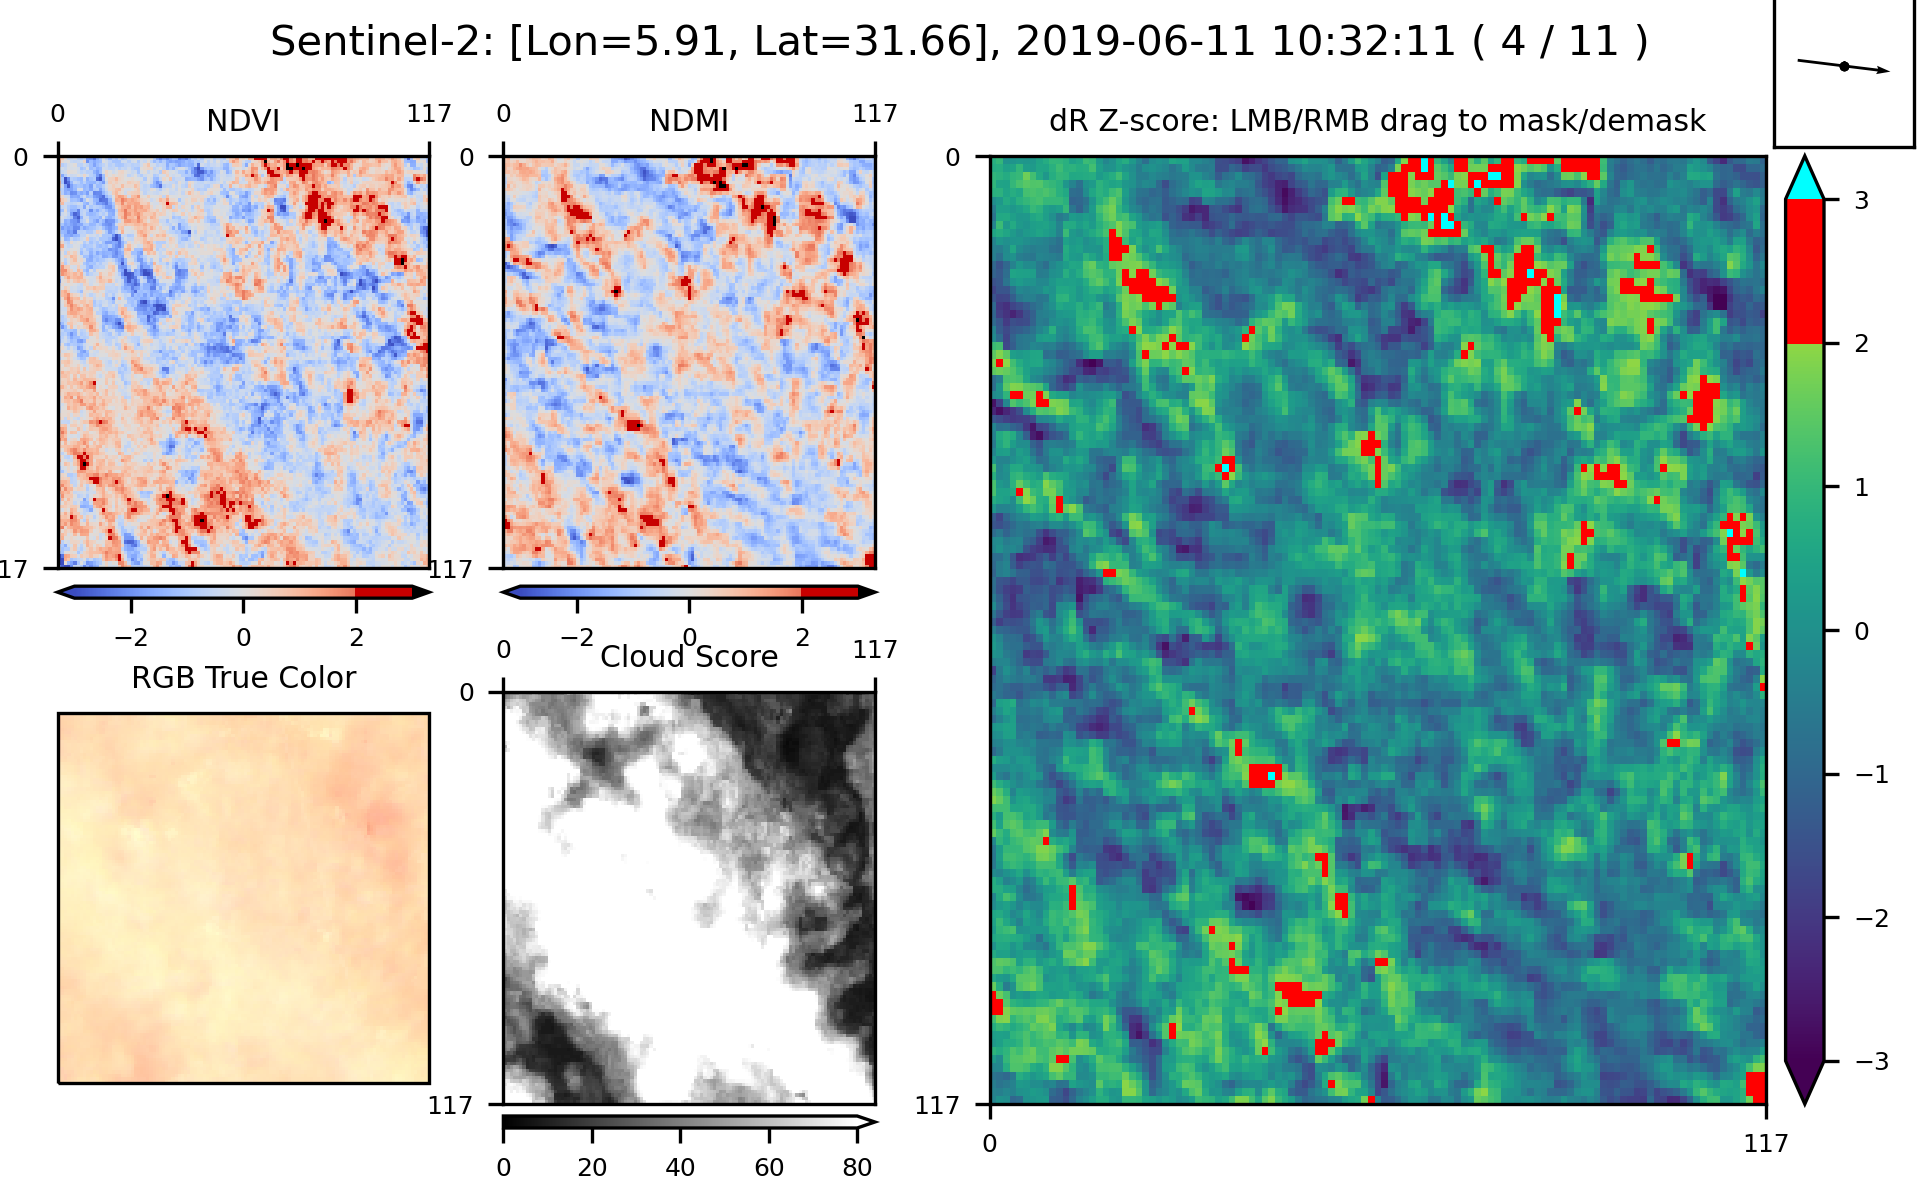 Sentinel-2: [Lon=5.91, Lat=31.66], 2019-06-11 10:32:11 ( 4 / 11 )
0 117 0 117
NDVI NDMI dR Z-score: LMB/RMB drag to mask/demask
0 0 0
3
2
1
0
−1
−2
−3
17 117
−2 0 2 −2 0 2
0 117
RGB True Color Cloud Score
0
117 117
0 20 40 60 80
0 117